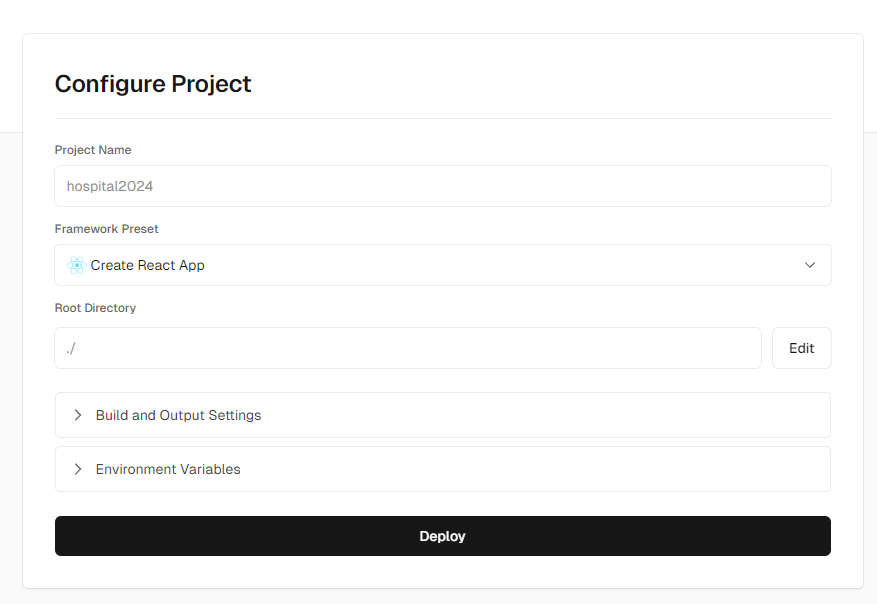 Configure Project
Project Name
hospital2024
Framework Preset
Create React App
Root Directory
./
Edit
Build and Output Settings
Environment Variables
Deploy